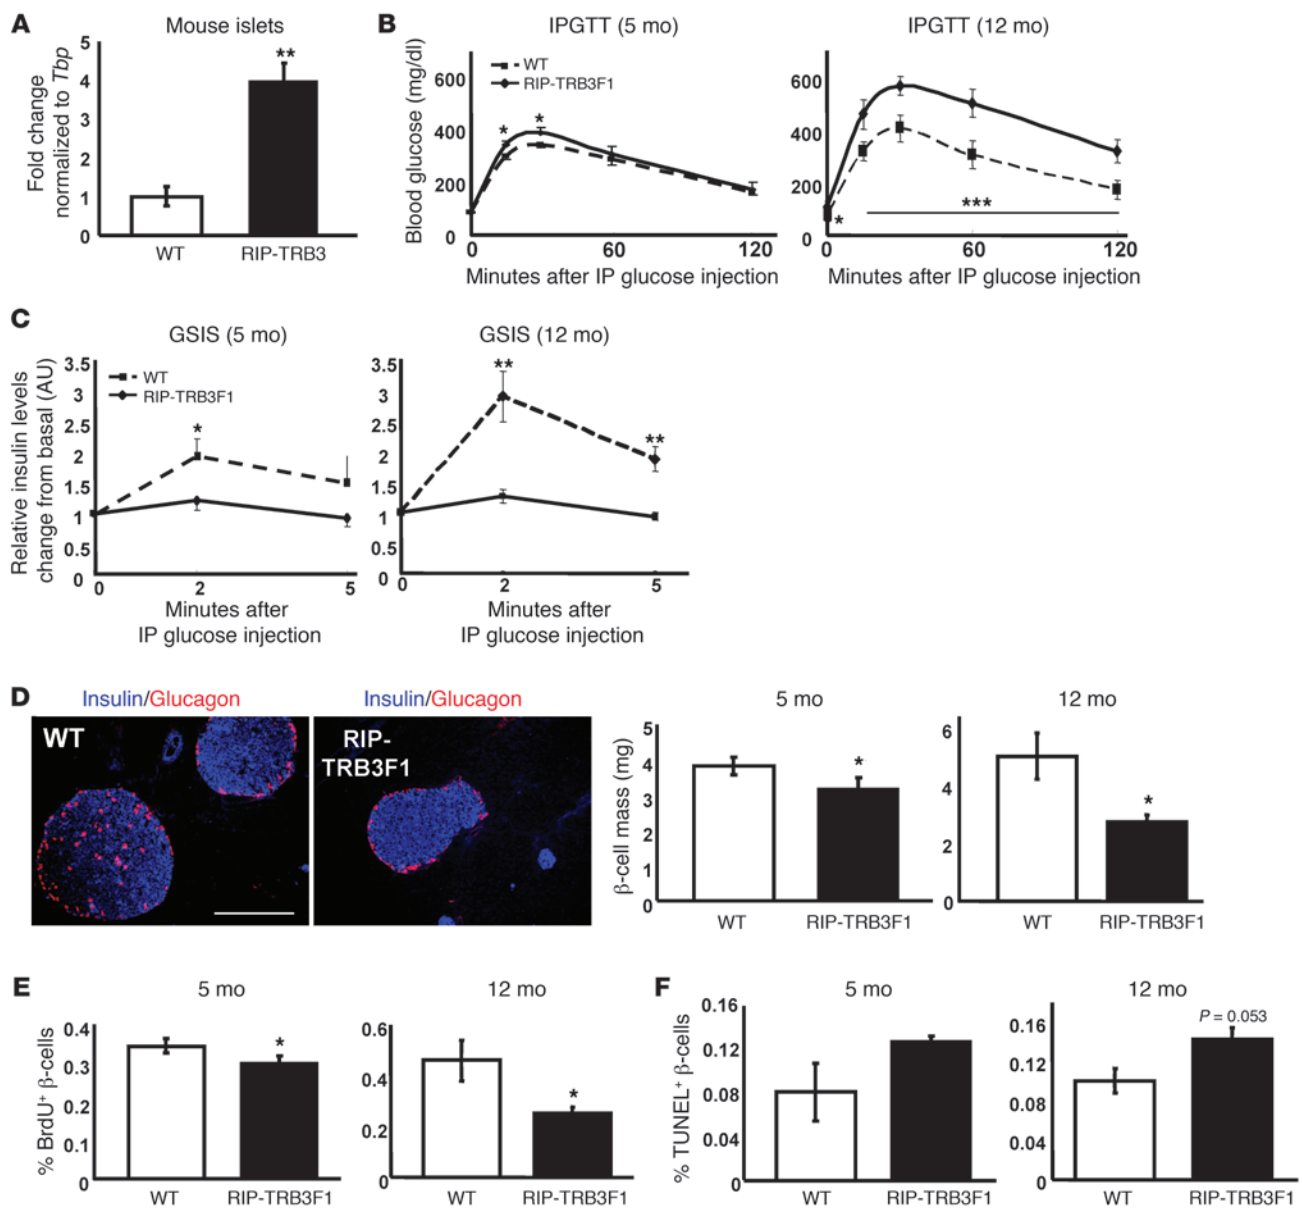 A
Mouse islets
Fold change
normalized to Tbp
5
4
3
2
1
0
**
WT
RIP-TRB3
B
IPGTT (5 mo)
Blood glucose (mg/dl)
600
400
200
0
WT
RIP-TRB3F1
*
*
0
60
120
Minutes after IP glucose injection
IPGTT (12 mo)
600
400
200
0
*
***
0
60
120
Minutes after IP glucose injection
C
GSIS (5 mo)
Relative insulin levels
change from basal (AU)
3.5
3
2.5
2
1.5
1
0.5
0
WT
RIP-TRB3F1
*
0
2
5
Minutes after
IP glucose injection
GSIS (12 mo)
3.5
3
2.5
2
1.5
1
0.5
0
**
**
0
2
5
Minutes after
IP glucose injection
D
Insulin/Glucagon
WT
Insulin/Glucagon
RIP-
TRB3F1
5 mo
β-cell mass (mg)
5
4
3
2
1
0
*
WT
RIP-TRB3F1
12 mo
6
4
2
0
*
WT
RIP-TRB3F1
E
5 mo
% BrdU+ β-cells
0.4
0.3
0.2
0.1
0
*
WT
RIP-TRB3F1
12 mo
0.6
0.4
0.2
0
*
WT
RIP-TRB3F1
F
5 mo
% TUNEL+ β-cells
0.16
0.12
0.08
0.04
0
WT
RIP-TRB3F1
12 mo
P = 0.053
0.16
0.12
0.08
0.04
0
WT
RIP-TRB3F1